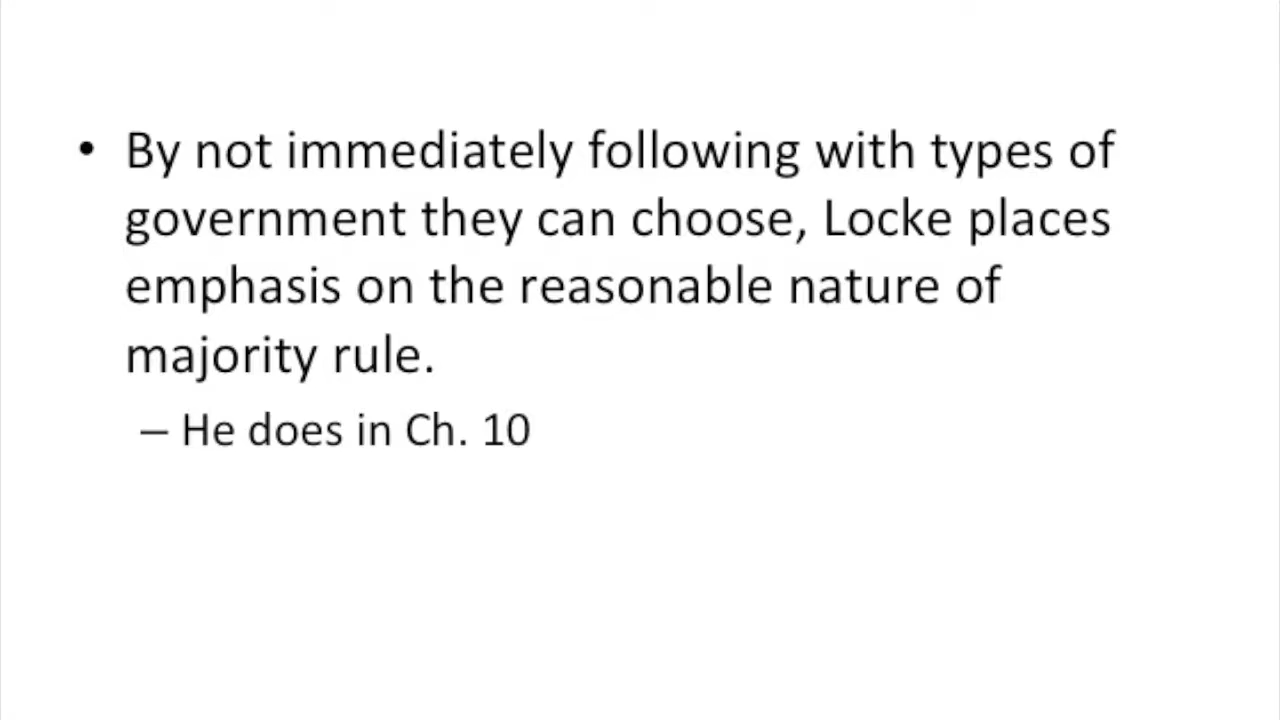 • By not immediately following with types of
government they can choose, Locke places
emphasis on the reasonable nature of
majority rule.
– He does in Ch. 10